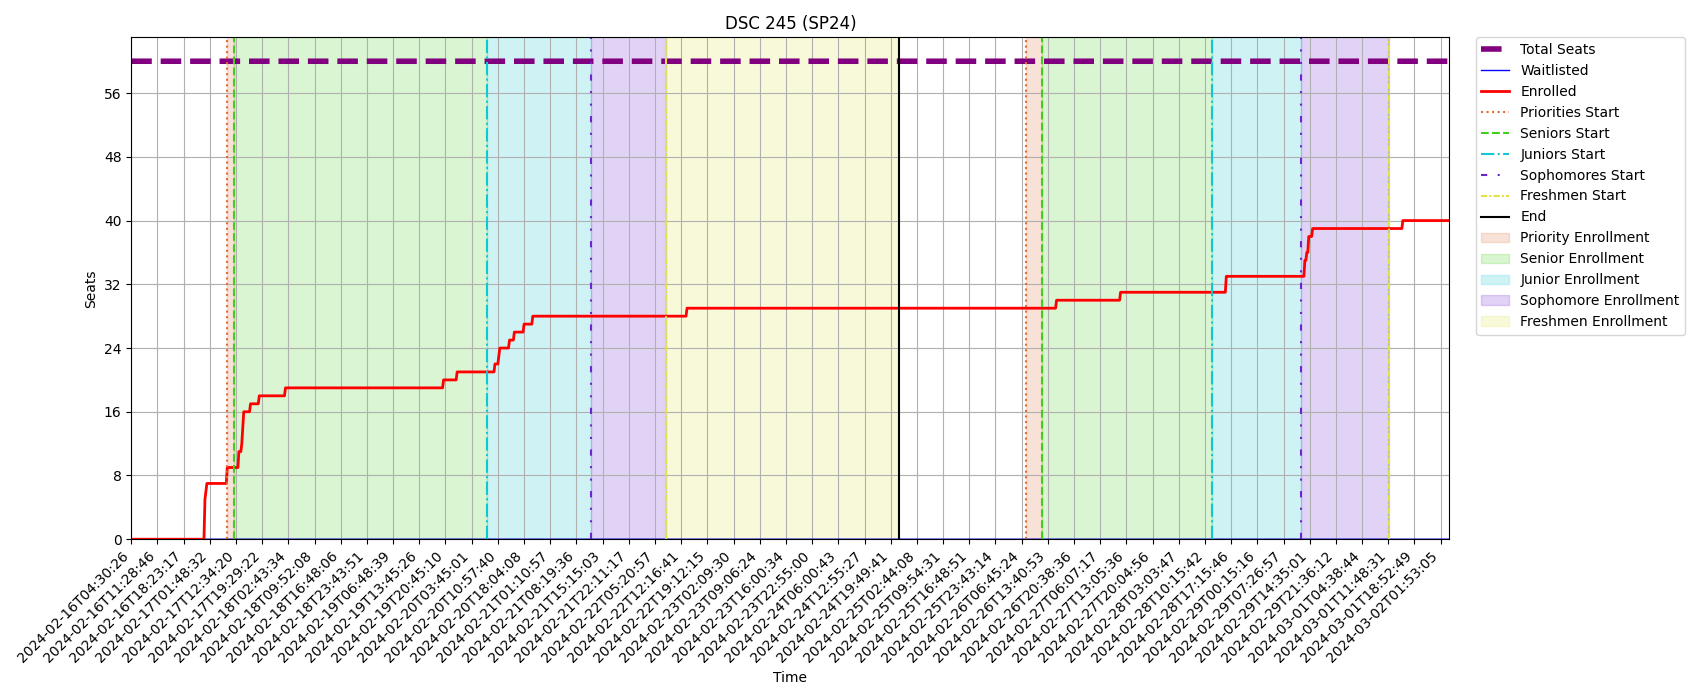 DSC 245 (SP24)
Seats
56
48
40
32
24
16
8
0
2024-02-16T04:30:26
2024-02-16T11:28:46
2024-02-16T18:23:17
2024-02-17T01:48:32
2024-02-17T12:34:20
2024-02-17T19:29:22
2024-02-18T02:43:34
2024-02-18T09:52:08
2024-02-18T16:48:06
2024-02-18T23:43:51
2024-02-19T06:48:39
2024-02-19T13:45:26
2024-02-19T20:45:10
2024-02-20T03:45:01
2024-02-20T10:57:40
2024-02-20T18:04:08
2024-02-21T01:10:57
2024-02-21T08:19:36
2024-02-21T15:15:03
2024-02-21T22:11:17
2024-02-22T05:20:57
2024-02-22T12:16:41
2024-02-22T19:12:15
2024-02-23T02:09:30
2024-02-23T09:06:24
2024-02-23T16:00:34
2024-02-23T22:55:00
2024-02-24T06:00:43
2024-02-24T12:55:27
2024-02-24T19:49:41
2024-02-25T02:44:08
2024-02-25T09:54:31
2024-02-25T16:48:51
2024-02-25T23:43:14
2024-02-26T06:45:24
2024-02-26T13:40:53
2024-02-26T20:38:36
2024-02-27T06:07:17
2024-02-27T13:05:36
2024-02-27T20:04:56
2024-02-28T03:03:47
2024-02-28T10:15:42
2024-02-28T17:15:46
2024-02-29T00:15:16
2024-02-29T07:26:57
2024-02-29T14:35:01
2024-02-29T21:36:12
2024-03-01T04:38:44
2024-03-01T11:48:31
2024-03-01T18:52:49
2024-03-02T01:53:05
Time
Total Seats
Waitlisted
Enrolled
Priorities Start
Seniors Start
Juniors Start
Sophomores Start
Freshmen Start
End
Priority Enrollment
Senior Enrollment
Junior Enrollment
Sophomore Enrollment
Freshmen Enrollment